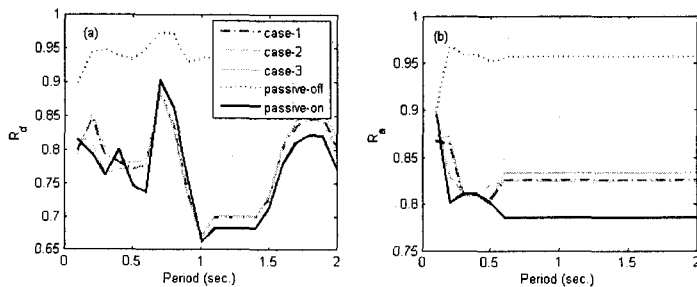 (a)
case-1
case-2
case-3
passive-off
passive-on
1
0.95
0.9
0.85
0.8
0.75
0.7
0.65
R_d
0
0.5
1
1.5
2
Period (sec.)
(b)
1
0.95
0.9
0.85
0.8
0.75
R_a
0
0.5
1
1.5
2
Period (sec.)